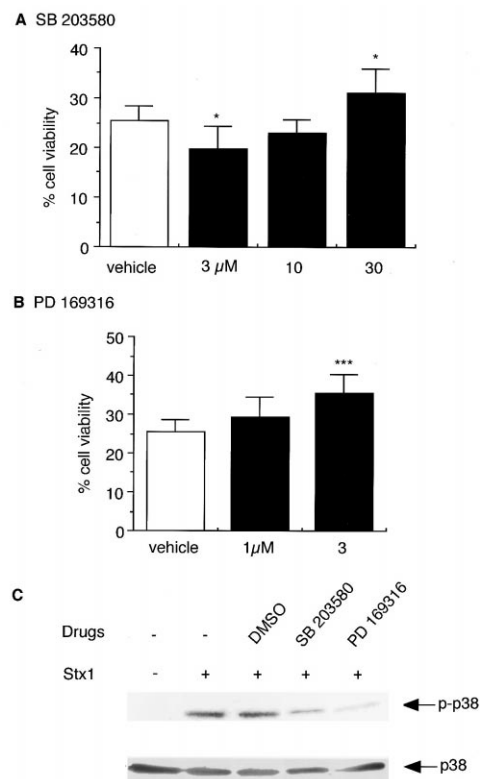 A SB 203580
% cell viability
40
30
20
10
0
*
*
vehicle 3 µM 10 30
B PD 169316
% cell viability
50
40
30
20
10
0
***
vehicle 1µM 3
C
Drugs - - DMSO SB 203580 PD 169316
Stx1 - + + + +
p-p38
p38